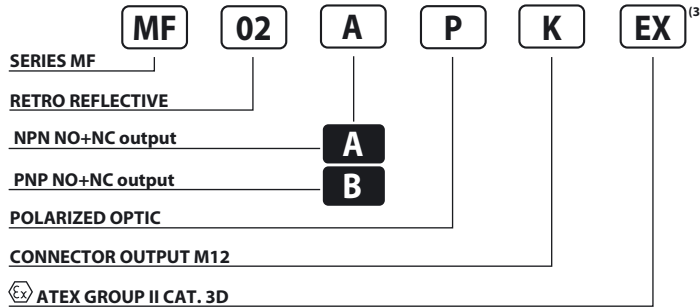 MF 02 A P K EX (3
SERIES MF
RETRO REFLECTIVE
NPN NO+NC output A
PNP NO+NC output B
POLARIZED OPTIC
CONNECTOR OUTPUT M12
Ex ATEX GROUP II CAT. 3D